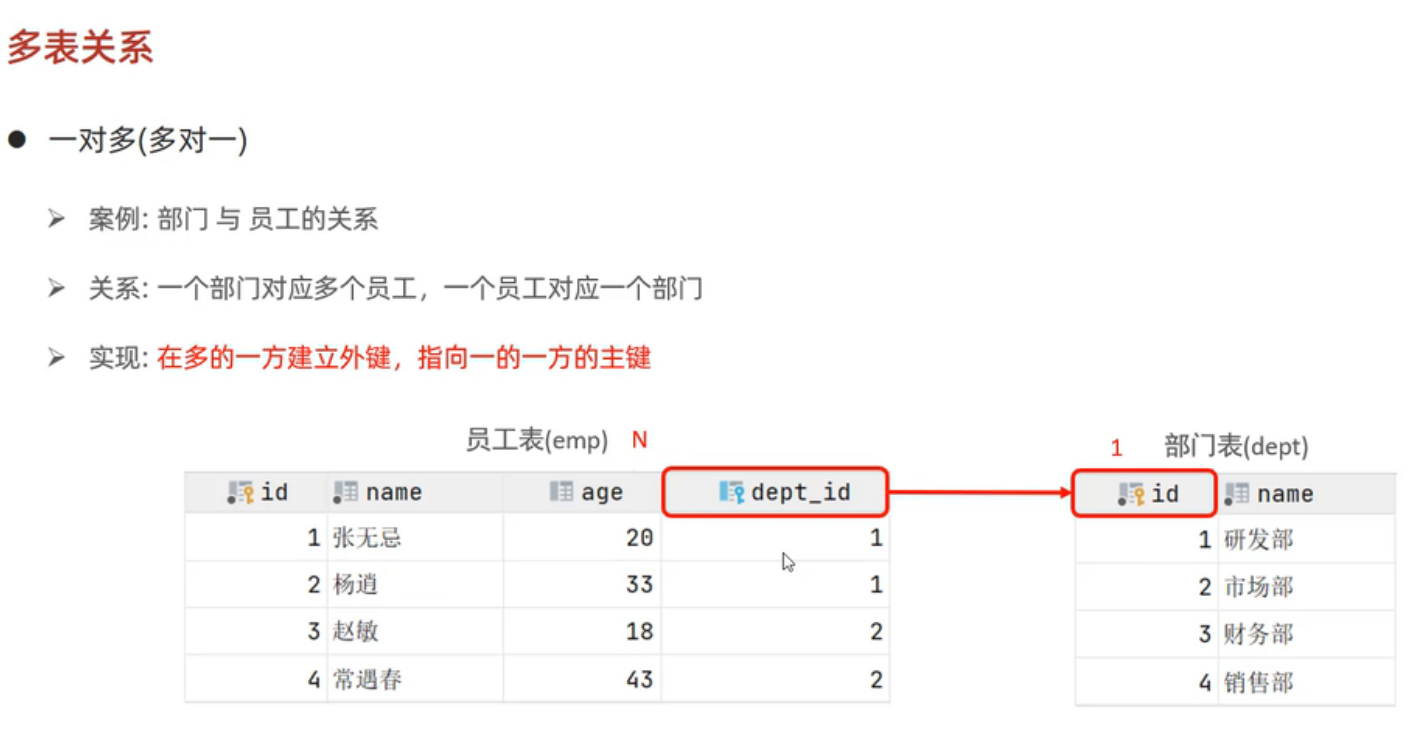 多表关系
● 一对多(多对一)
➢ 案例: 部门 与 员工的关系
➢ 关系: 一个部门对应多个员工，一个员工对应一个部门
➢ 实现: 在多的一方建立外键，指向一的一方的主键
员工表(emp) N 1 部门表(dept)
id name age dept_id id name
1 张无忌 20 1 1 研发部
2 杨逍 33 1 2 市场部
3 赵敏 18 2 3 财务部
4 常遇春 43 2 4 销售部